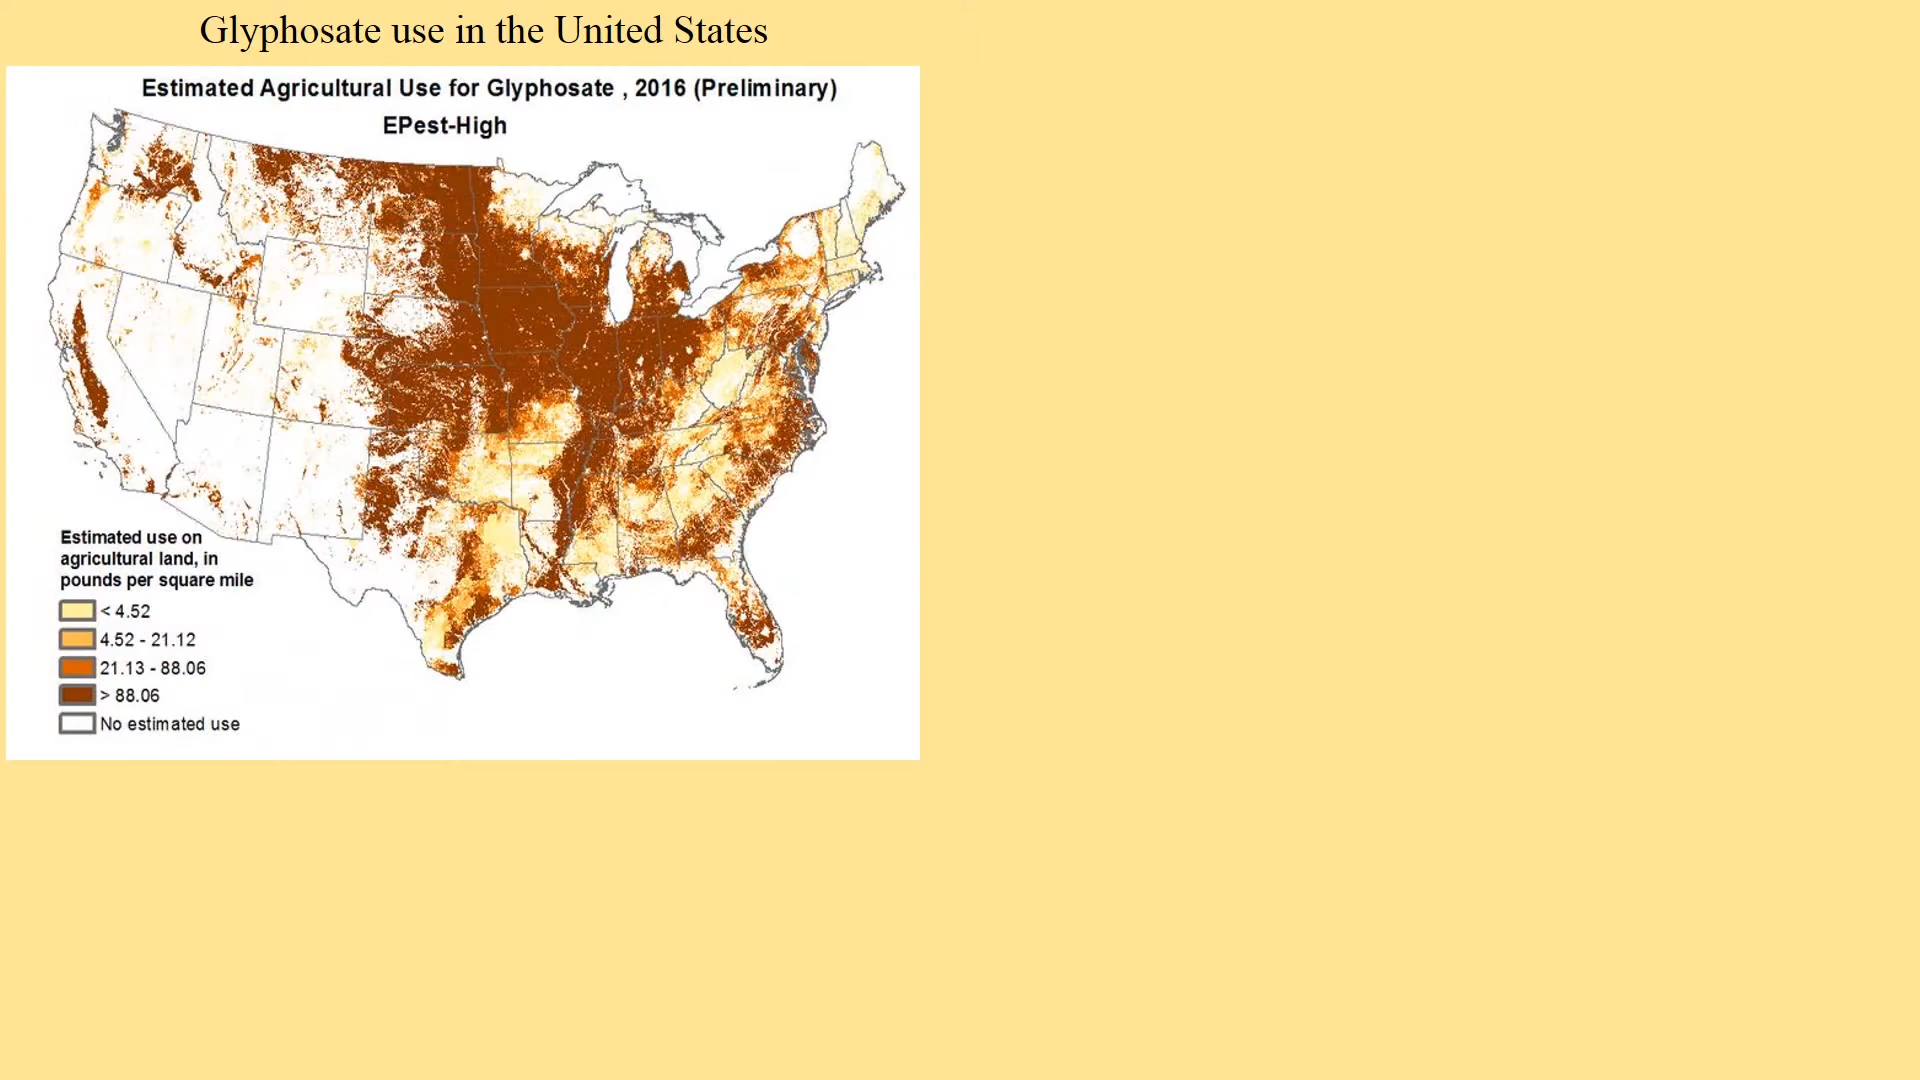 Glyphosate use in the United States
Estimated Agricultural Use for Glyphosate , 2016 (Preliminary)
EPest-High
Estimated use on
agricultural land, in
pounds per square mile
< 4.52
4.52 - 21.12
21.13 - 88.06
> 88.06
No estimated use